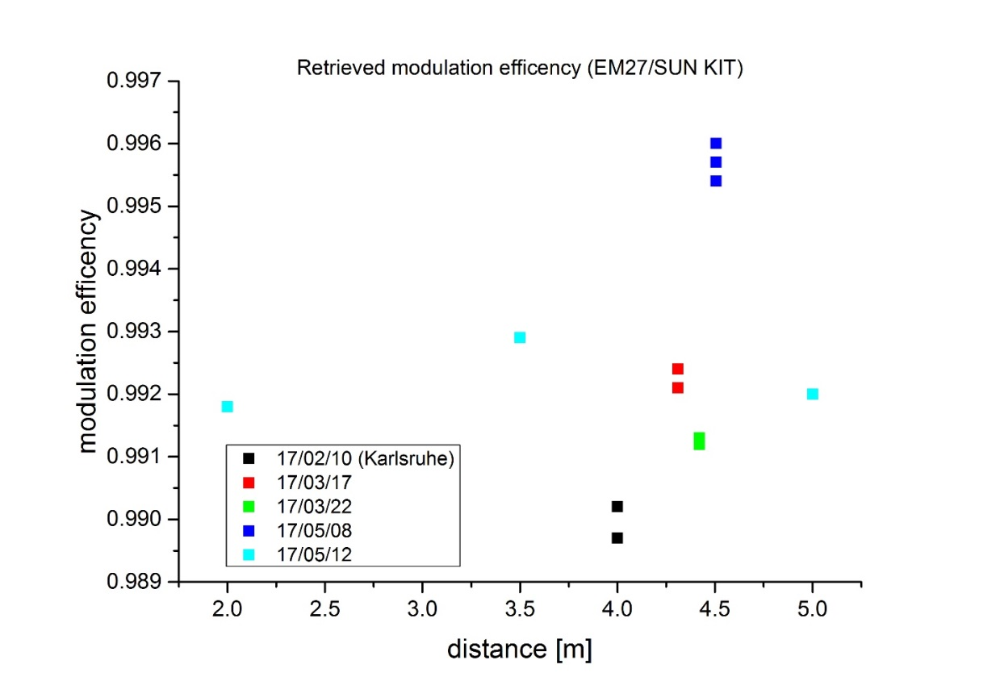 Retrieved modulation efficency (EM27/SUN KIT)
0.997
0.996
0.995
0.994
0.993
0.992
0.991
0.990
0.989
modulation efficency
17/02/10 (Karlsruhe)
17/03/17
17/03/22
17/05/08
17/05/12
2.0 2.5 3.0 3.5 4.0 4.5 5.0
distance [m]